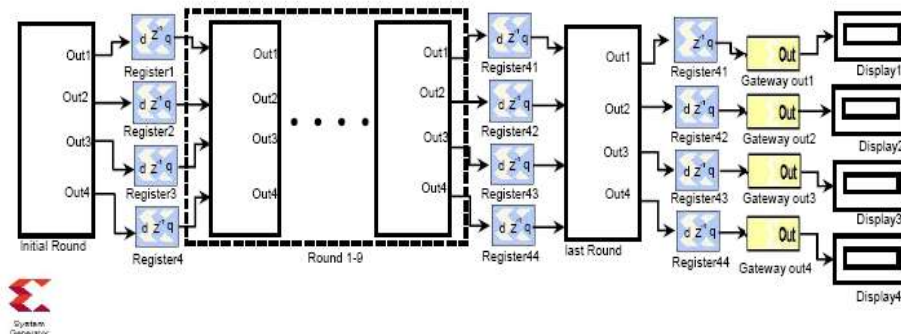 Out1
Out2
Out3
Out4
Initial Round
d z⁻¹ q
Register1
d z⁻¹ q
Register2
d z⁻¹ q
Register3
d z⁻¹ q
Register4
Out1
Out2
Out3
Out4
Out1
Out2
Out3
Out4
Round 1-9
d z⁻¹ q
Register41
d z⁻¹ q
Register42
d z⁻¹ q
Register43
d z⁻¹ q
Register44
Out1
Out2
Out3
Out4
last Round
z⁻¹ q
Register41
d z⁻¹ q
Register42
d z⁻¹ q
Register43
d z⁻¹ q
Register44
Out
Gateway out1
Out
Gateway out2
Out
Gateway out3
Out
Gateway out4
Display1
Display2
Display3
Display4
System
Generator